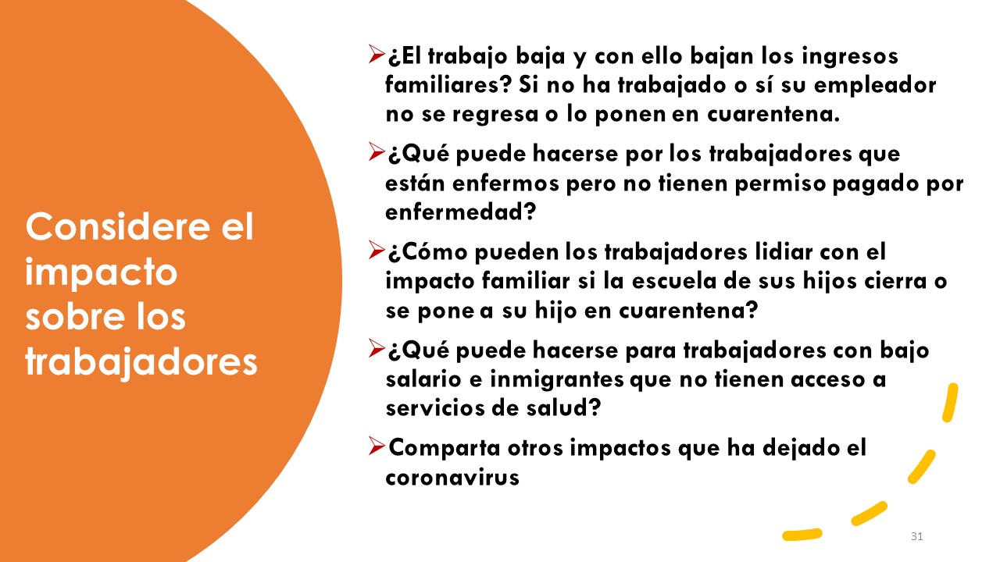 Considere el
impacto
sobre los
trabajadores
¿El trabajo baja y con ello bajan los ingresos
familiares? Si no ha trabajado o sí su empleador
no se regresa o lo ponen en cuarentena.
¿Qué puede hacerse por los trabajadores que
están enfermos pero no tienen permiso pagado por
enfermedad?
¿Cómo pueden los trabajadores lidiar con el
impacto familiar si la escuela de sus hijos cierra o
se pone a su hijo en cuarentena?
¿Qué puede hacerse para trabajadores con bajo
salario e inmigrantes que no tienen acceso a
servicios de salud?
Comparta otros impactos que ha dejado el
coronavirus
31